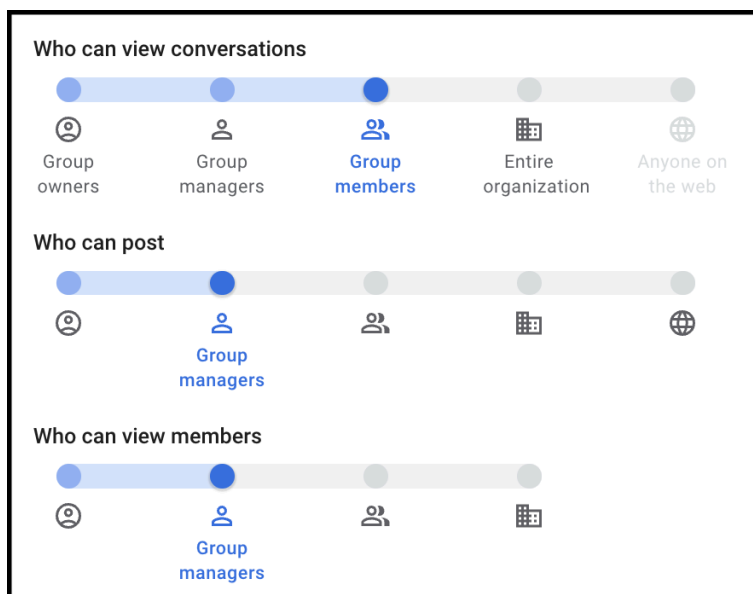 Who can view conversations
Group owners
Group managers
Group members
Entire organization
Anyone on the web
Who can post
Group managers
Who can view members
Group managers